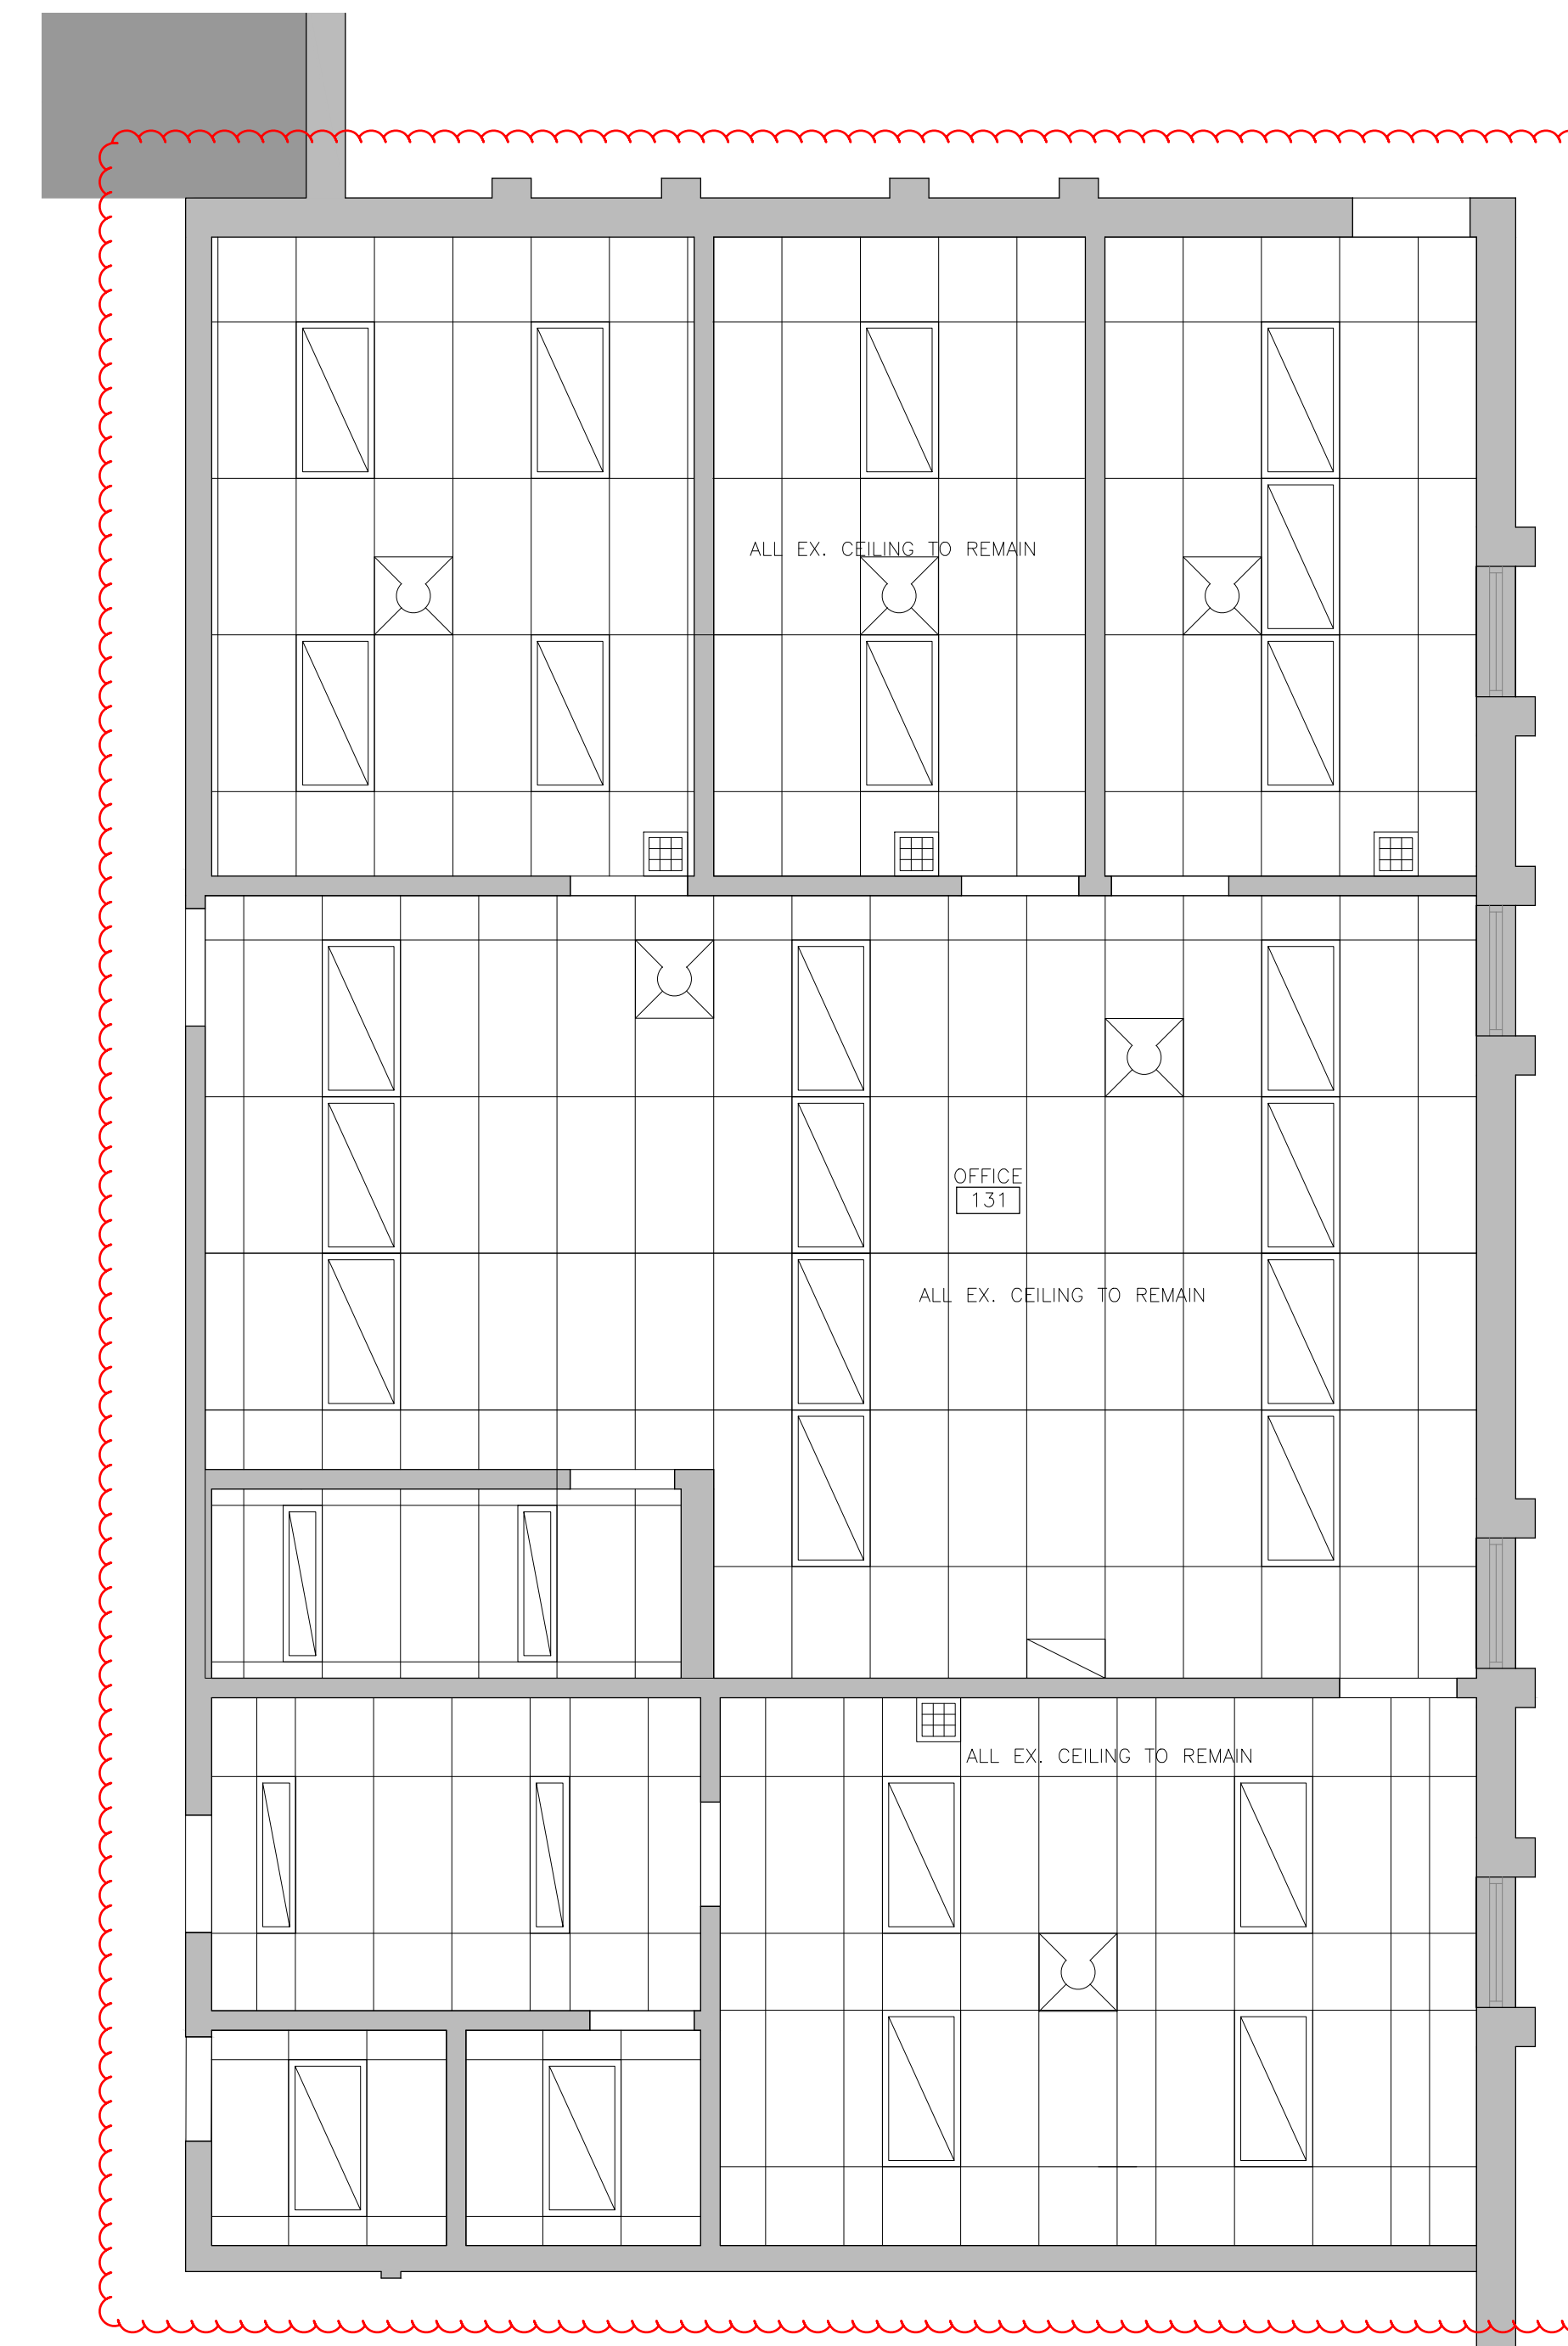 ALL EX. CEILING TO REMAIN
OFFICE
131
ALL EX. CEILING TO REMAIN
ALL EX. CEILING TO REMAIN